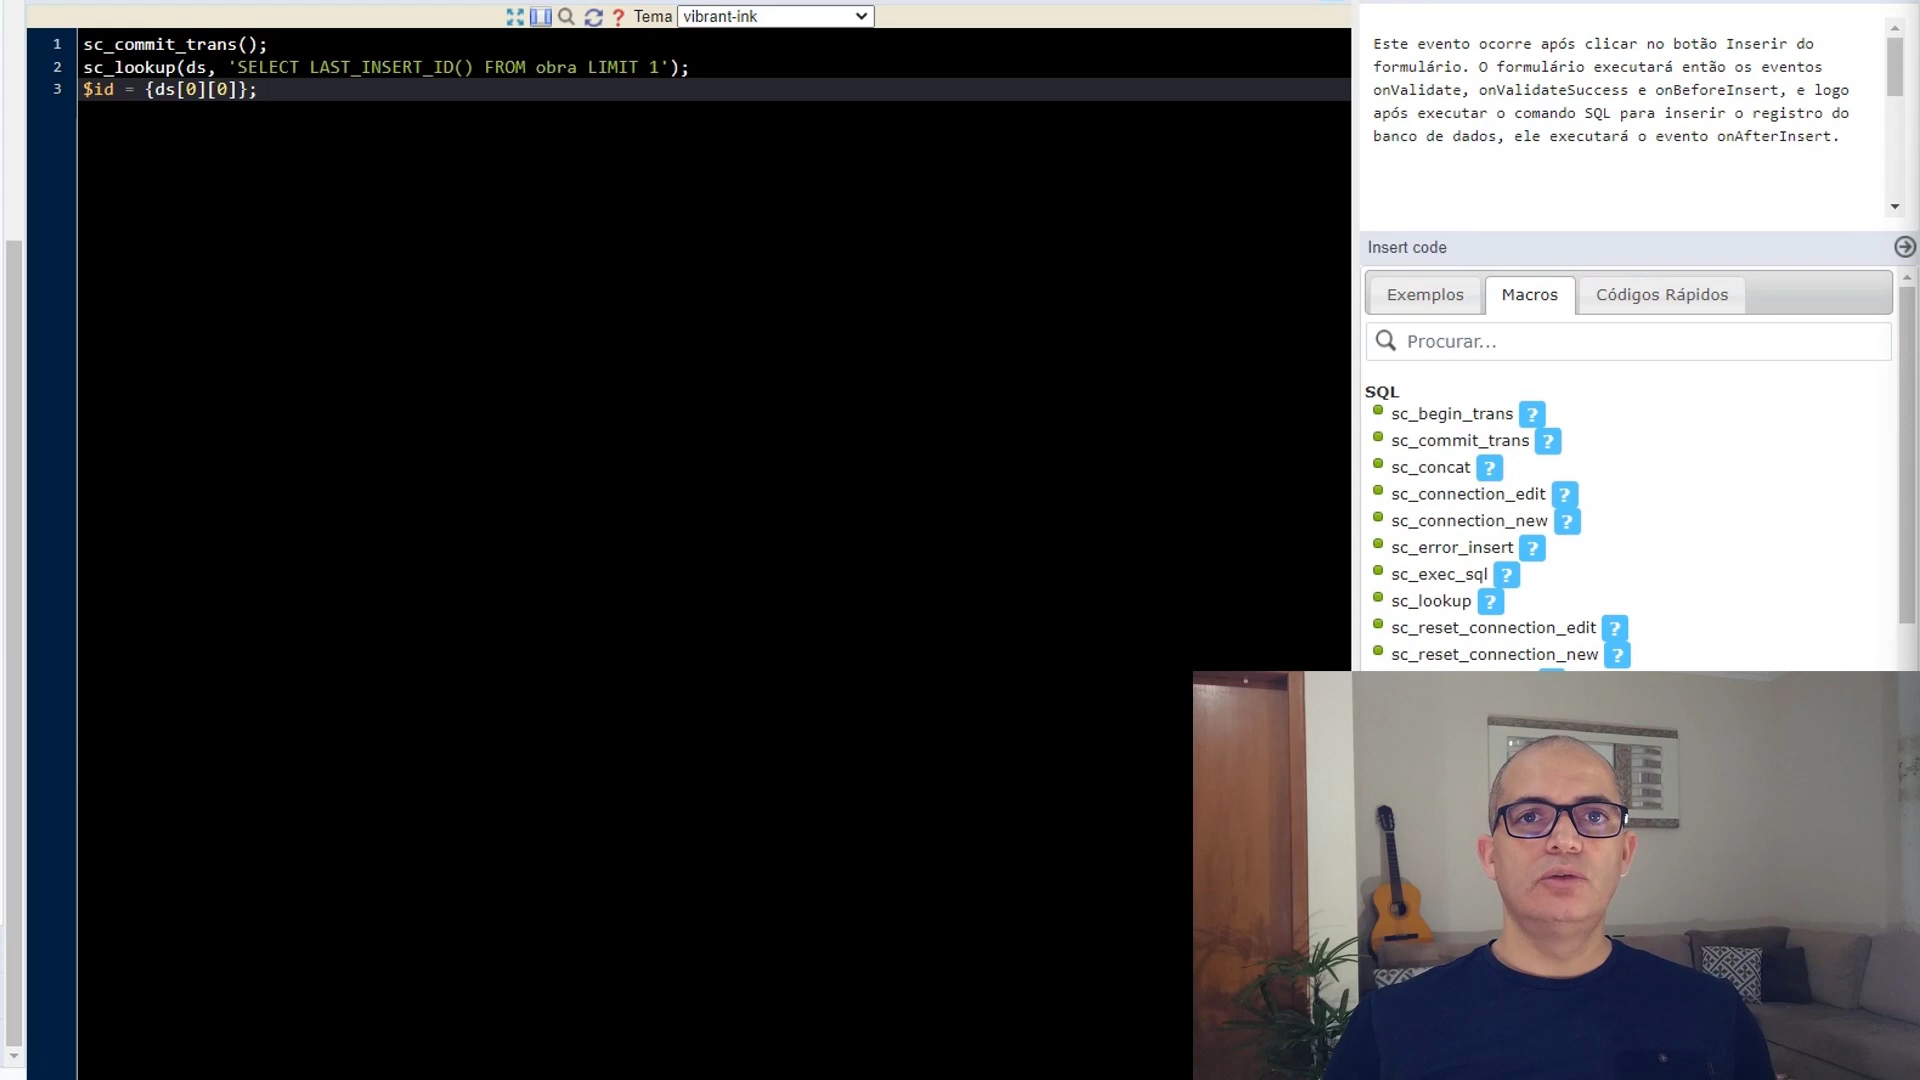 Tema vibrant-ink
1 sc_commit_trans();
2 sc_lookup(ds, 'SELECT LAST_INSERT_ID() FROM obra LIMIT 1');
3 $id = {ds[0][0]};
Este evento ocorre após clicar no botão Inserir do
formulário. O formulário executará então os eventos
onValidate, onValidateSuccess e onBeforeInsert, e logo
após executar o comando SQL para inserir o registro do
banco de dados, ele executará o evento onAfterInsert.
Insert code
Exemplos Macros Códigos Rápidos
Procurar...
SQL
sc_begin_trans ?
sc_commit_trans ?
sc_concat ?
sc_connection_edit ?
sc_connection_new ?
sc_error_insert ?
sc_exec_sql ?
sc_lookup ?
sc_reset_connection_edit ?
sc_reset_connection_new ?